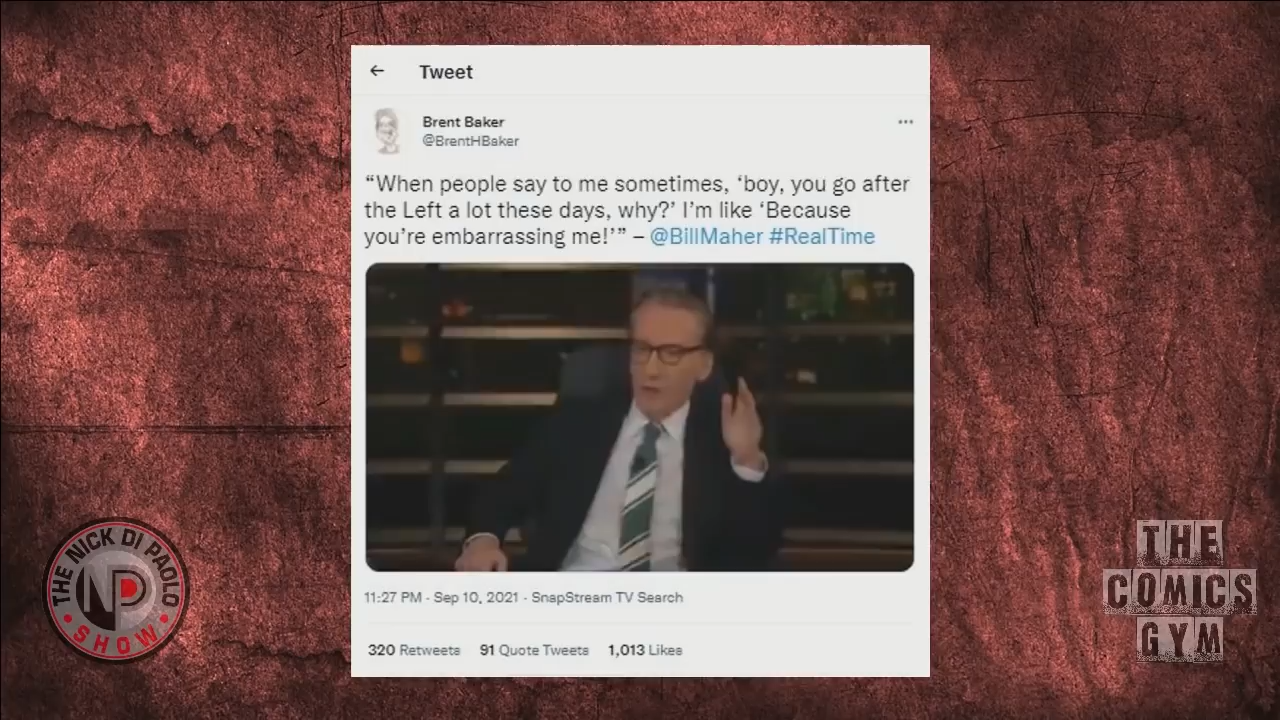 ← Tweet
Brent Baker
@BrentHBaker
“When people say to me sometimes, ‘boy, you go after
the Left a lot these days, why?’ I’m like ‘Because
you’re embarrassing me!’” – @BillMaher #RealTime
11:27 PM · Sep 10, 2021 · SnapStream TV Search
320 Retweets 91 Quote Tweets 1,013 Likes
THE NICK DI PAOLO
NP
• SHOW •
THE
COMICS
GYM